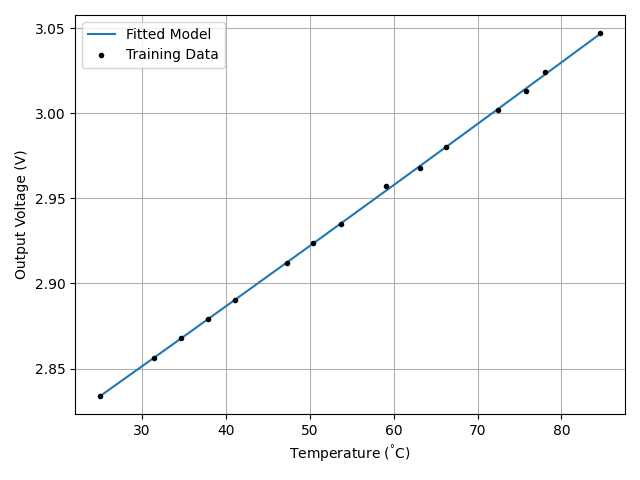 Fitted Model
Training Data
3.05
3.00
2.95
2.90
2.85
Output Voltage (V)
30 40 50 60 70 80
Temperature (°C)